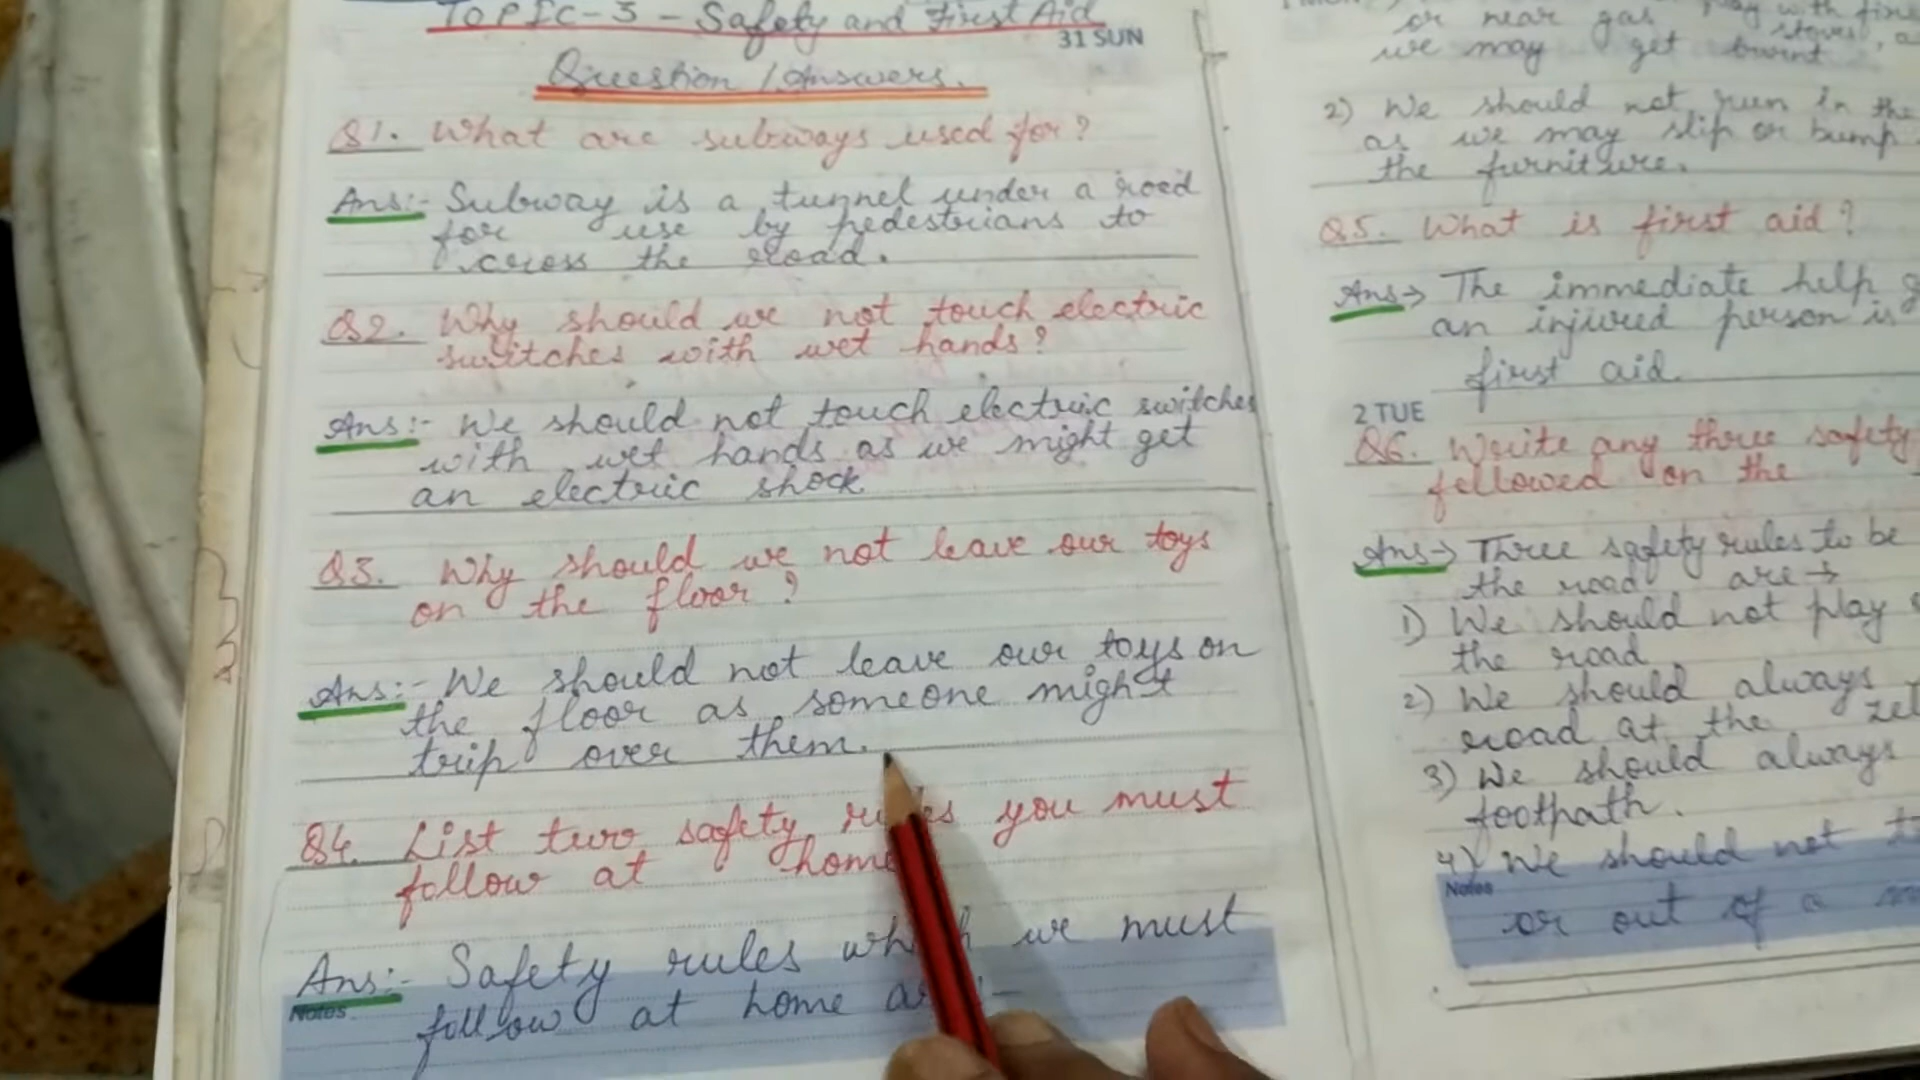 TOPIC-3 - Safety and First Aid
31 SUN
Question / Answers.
Q1. What are subways used for?
Ans:- Subway is a tunnel under a road
for use by pedestrians to
cross the road.
Q2. Why should we not touch electric
switches with wet hands?
Ans:- We should not touch electric switches
with wet hands as we might get
an electric shock
Q3. Why should we not leave our toys
on the floor?
Ans:- We should not leave our toys on
the floor as someone might
trip over them.
Q4. List two safety rules you must
follow at home
Ans:- Safety rules which we must
follow at home
Notes
or near gas stoves,
we may get burnt
2) We should not run in the
as we may slip or bump
the furniture.
Q5. What is first aid?
Ans→ The immediate help
an injured person is
first aid.
2 TUE
Q6. Write any three safety
followed on the
Ans→ Three safety rules to be
the road are→
1) We should not play
the road
2) We should always
road at the
3) We should always
footpath.
4) We should not
Notes
or out of a